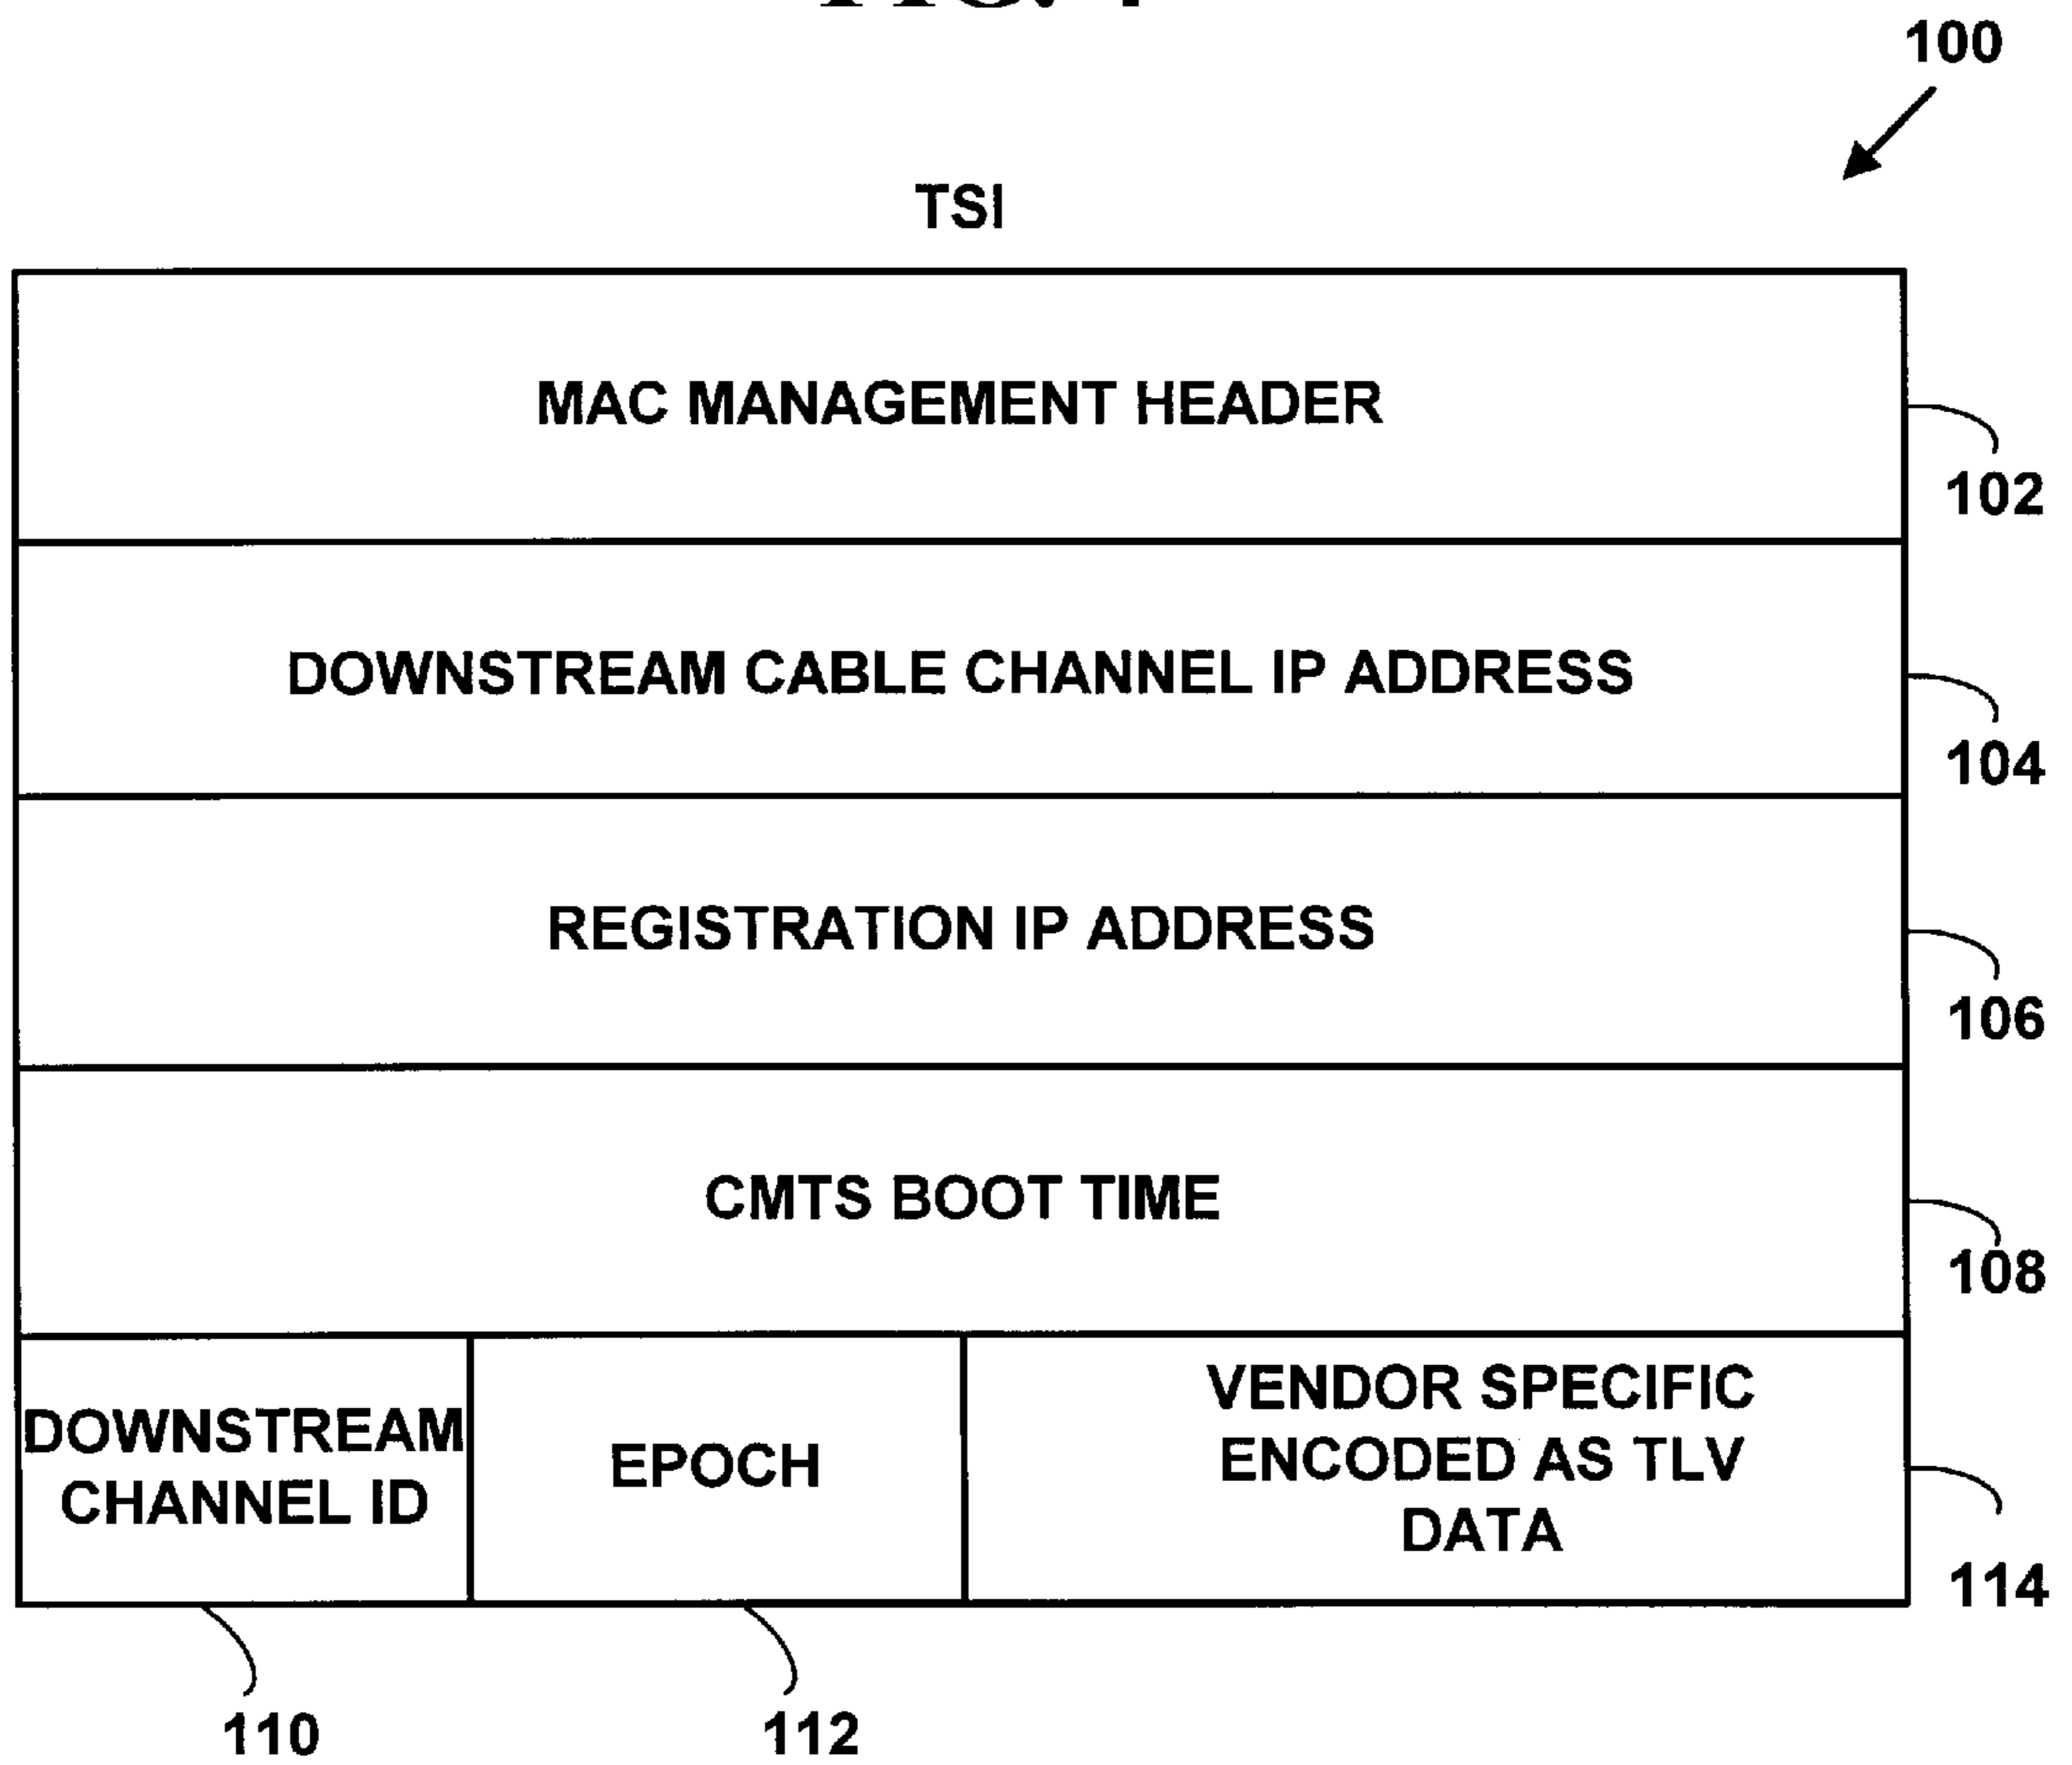 100
TSI
MAC MANAGEMENT HEADER
102
DOWNSTREAM CABLE CHANNEL IP ADDRESS
104
REGISTRATION IP ADDRESS
106
CMTS BOOT TIME
108
DOWNSTREAM
CHANNEL ID
EPOCH
VENDOR SPECIFIC
ENCODED AS TLV
DATA
114
110
112